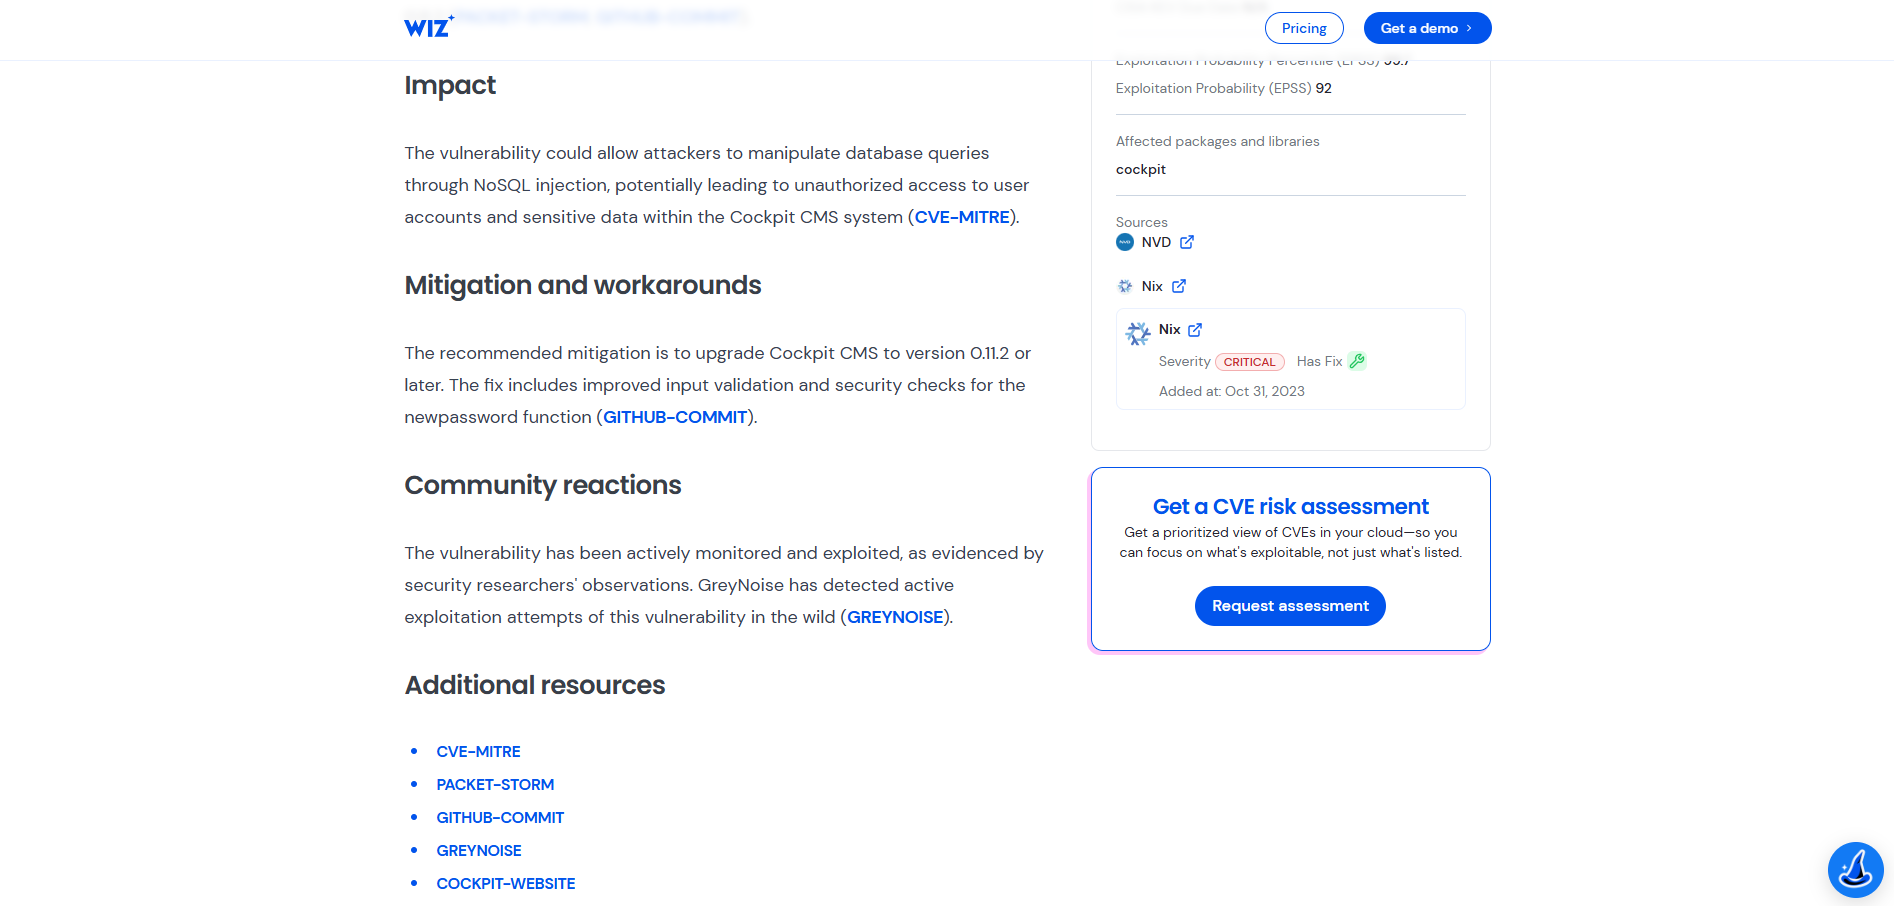 WIZ
Pricing
Get a demo
Impact
The vulnerability could allow attackers to manipulate database queries
through NoSQL injection, potentially leading to unauthorized access to user
accounts and sensitive data within the Cockpit CMS system (CVE-MITRE).
Mitigation and workarounds
The recommended mitigation is to upgrade Cockpit CMS to version 0.11.2 or
later. The fix includes improved input validation and security checks for the
newpassword function (GITHUB-COMMIT).
Community reactions
The vulnerability has been actively monitored and exploited, as evidenced by
security researchers' observations. GreyNoise has detected active
exploitation attempts of this vulnerability in the wild (GREYNOISE).
Additional resources
• CVE-MITRE
• PACKET-STORM
• GITHUB-COMMIT
• GREYNOISE
• COCKPIT-WEBSITE
Exploitation Probability Percentile (EPSS) 99.7
Exploitation Probability (EPSS) 92
Affected packages and libraries
cockpit
Sources
NVD
Nix
Nix
Severity CRITICAL Has Fix
Added at: Oct 31, 2023
Get a CVE risk assessment
Get a prioritized view of CVEs in your cloud—so you
can focus on what's exploitable, not just what's listed.
Request assessment